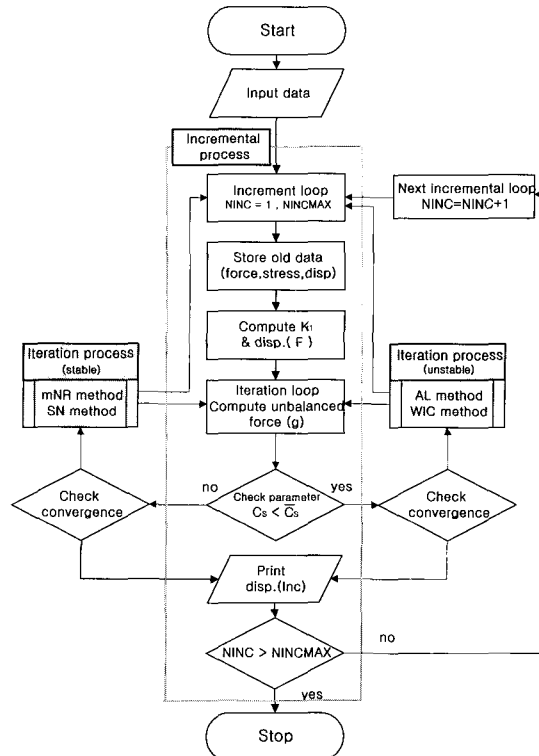 Start
Input data
Incremental
process
Increment loop
NINC = 1 , NINCMAX
Next incremental loop
NINC=NINC+1
Store old data
(force,stress,disp)
Compute K₁
& disp.( F )
Iteration process
(stable)
mNR method
SN method
Iteration loop
Compute unbalanced
force (g)
Iteration process
(unstable)
AL method
WIC method
Check
convergence
no
Check parameter
Cs < C̅s
yes
Check
convergence
Print
disp.(Inc)
NINC > NINCMAX
no
yes
Stop